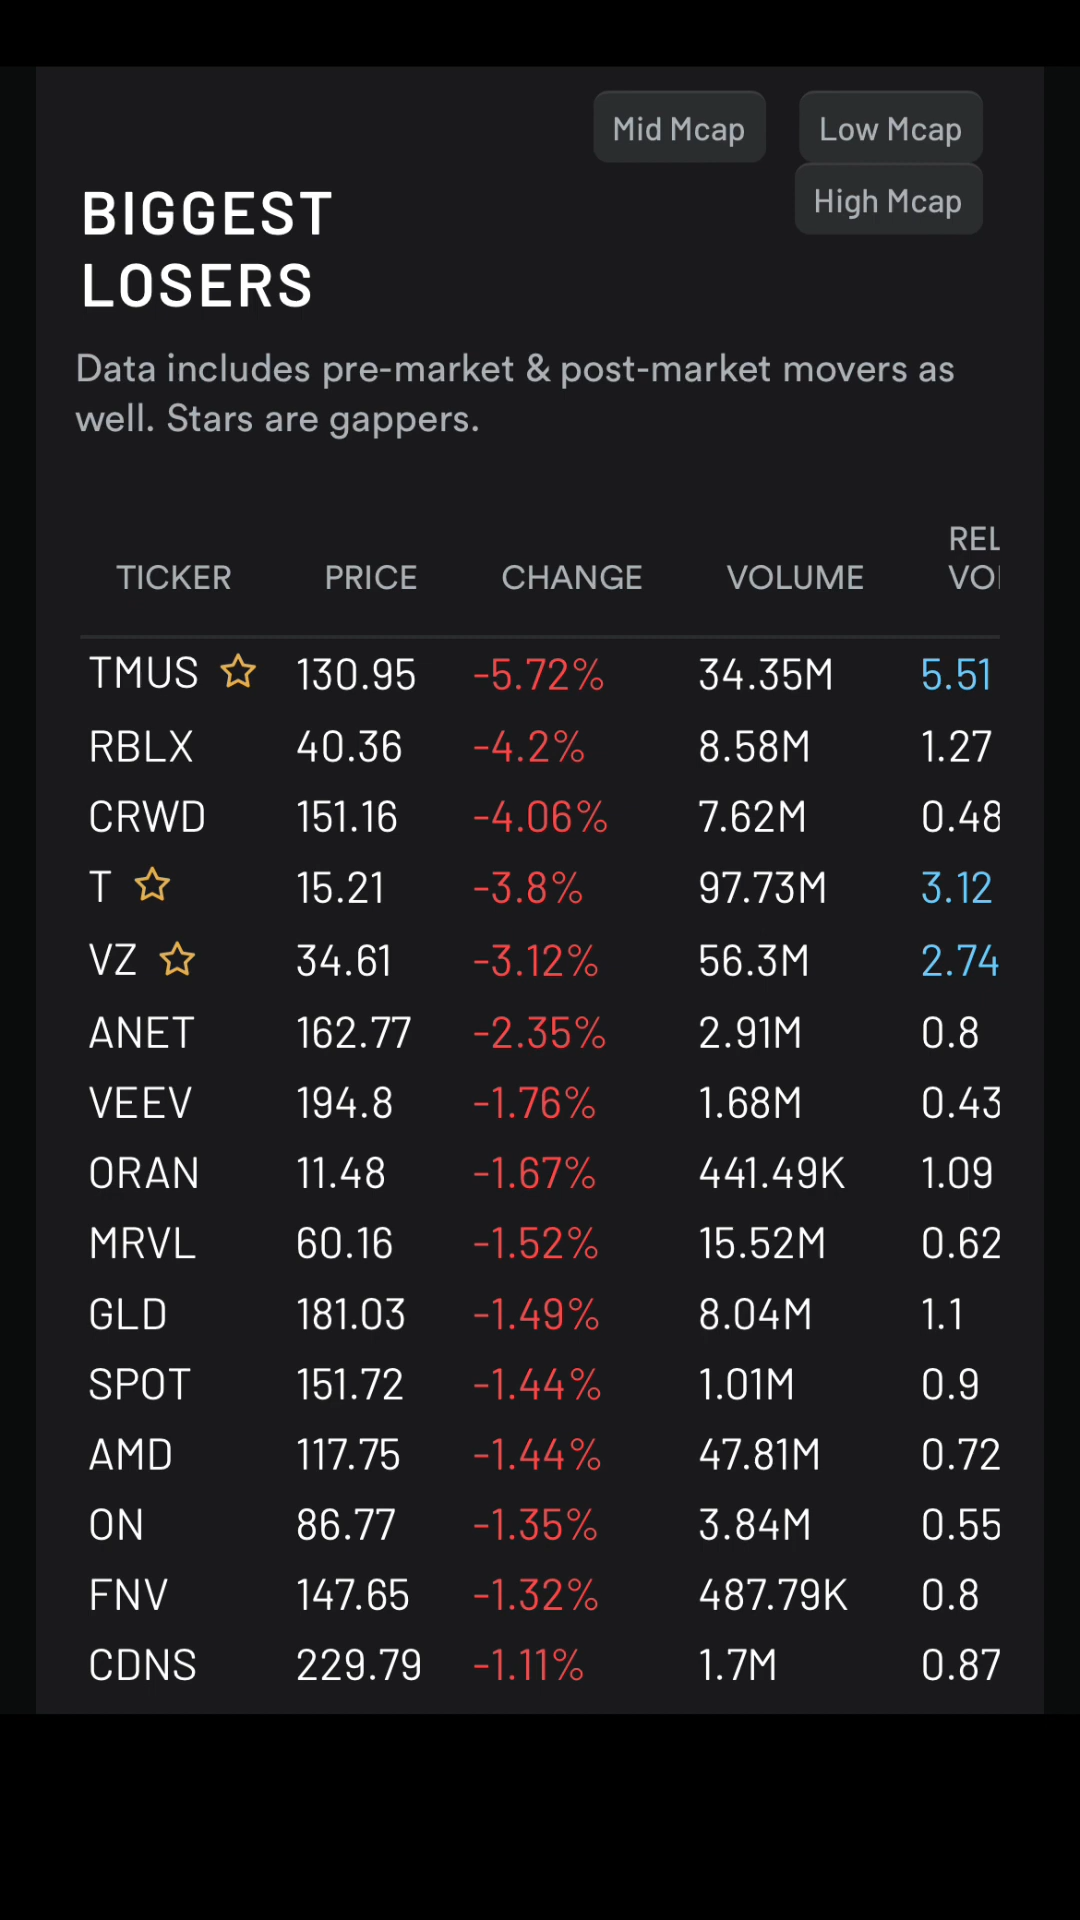 Mid Mcap Low Mcap
High Mcap
BIGGEST
LOSERS
Data includes pre-market & post-market movers as
well. Stars are gappers.
TICKER PRICE CHANGE VOLUME REL VOL
TMUS 130.95 -5.72% 34.35M 5.51
RBLX 40.36 -4.2% 8.58M 1.27
CRWD 151.16 -4.06% 7.62M 0.48
T 15.21 -3.8% 97.73M 3.12
VZ 34.61 -3.12% 56.3M 2.74
ANET 162.77 -2.35% 2.91M 0.8
VEEV 194.8 -1.76% 1.68M 0.43
ORAN 11.48 -1.67% 441.49K 1.09
MRVL 60.16 -1.52% 15.52M 0.62
GLD 181.03 -1.49% 8.04M 1.1
SPOT 151.72 -1.44% 1.01M 0.9
AMD 117.75 -1.44% 47.81M 0.72
ON 86.77 -1.35% 3.84M 0.55
FNV 147.65 -1.32% 487.79K 0.8
CDNS 229.79 -1.11% 1.7M 0.87